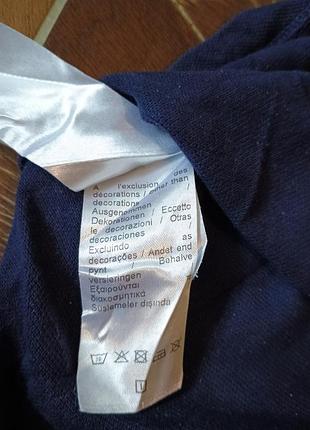 À l'exclusion des
décorations / other than
decorations /
Ausgenommen /
Dekorationen / Eccetto
le decorazioni / Otras
decoraciones / as
Excluindo
decorações / Andet end
pynt / Behalve
versieringen
Εξαιρούνται
διακοσμητικά
Süslemeler dışında